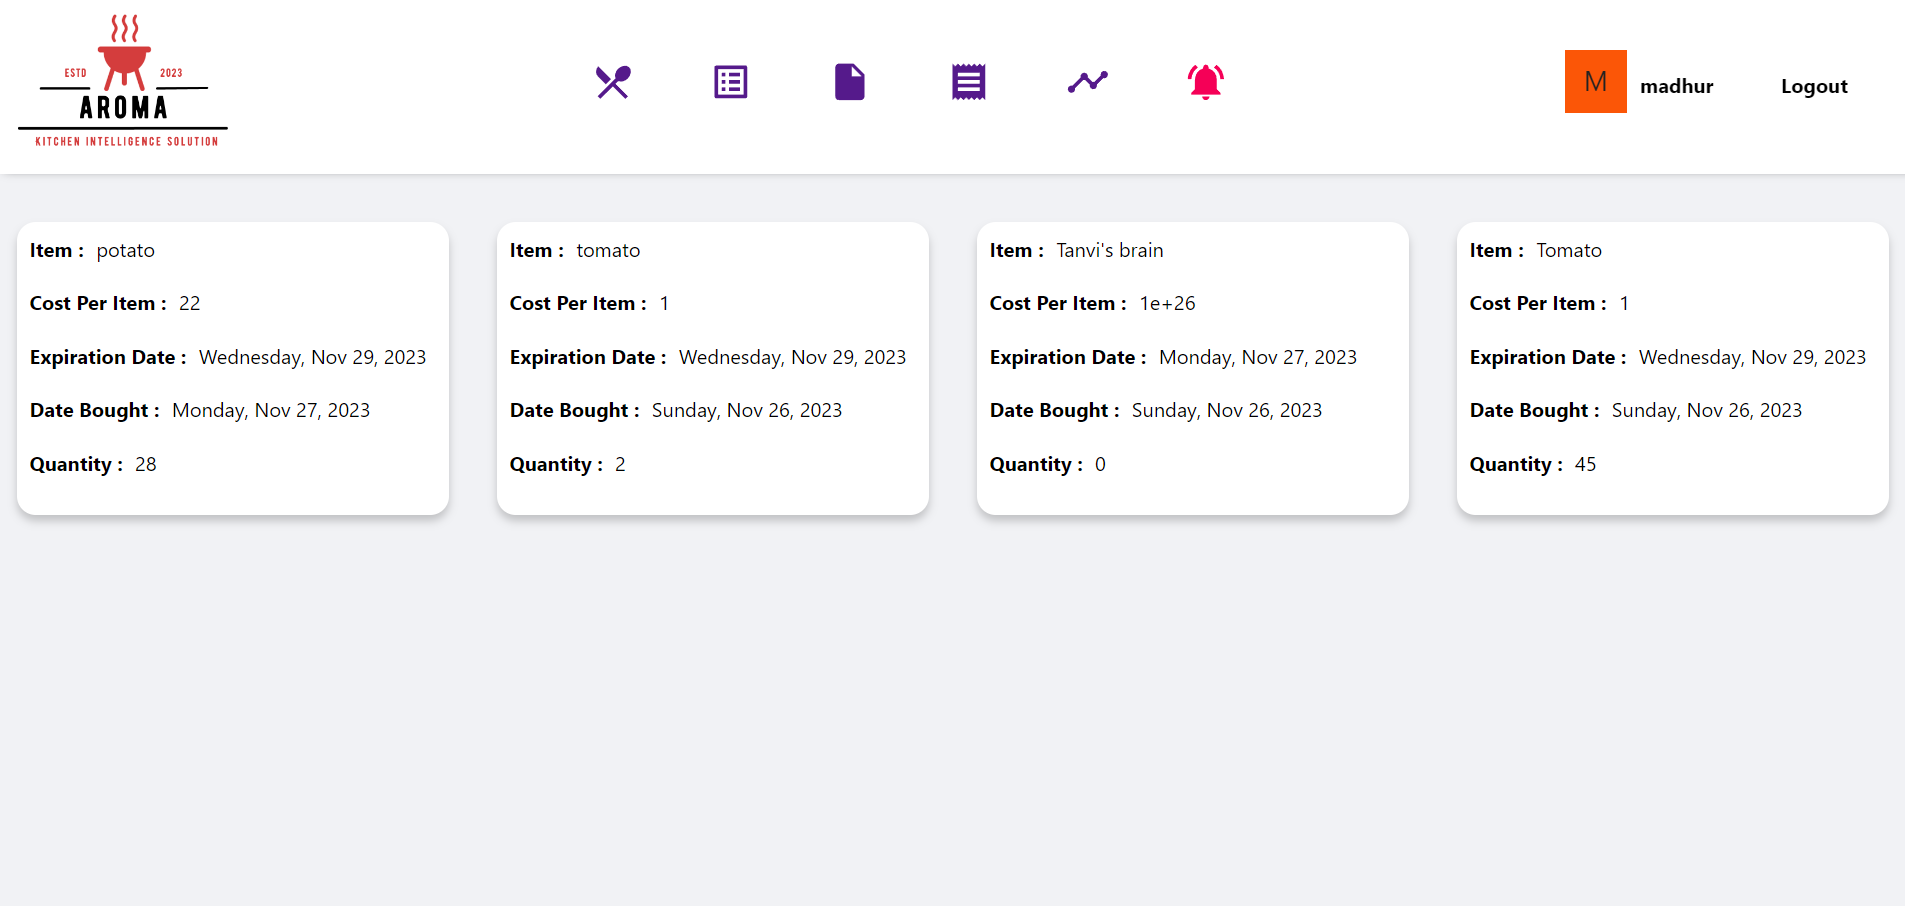 ESTD 2023
AROMA
KITCHEN INTELLIGENCE SOLUTION
M madhur Logout
Item : potato
Cost Per Item : 22
Expiration Date : Wednesday, Nov 29, 2023
Date Bought : Monday, Nov 27, 2023
Quantity : 28
Item : tomato
Cost Per Item : 1
Expiration Date : Wednesday, Nov 29, 2023
Date Bought : Sunday, Nov 26, 2023
Quantity : 2
Item : Tanvi's brain
Cost Per Item : 1e+26
Expiration Date : Monday, Nov 27, 2023
Date Bought : Sunday, Nov 26, 2023
Quantity : 0
Item : Tomato
Cost Per Item : 1
Expiration Date : Wednesday, Nov 29, 2023
Date Bought : Sunday, Nov 26, 2023
Quantity : 45